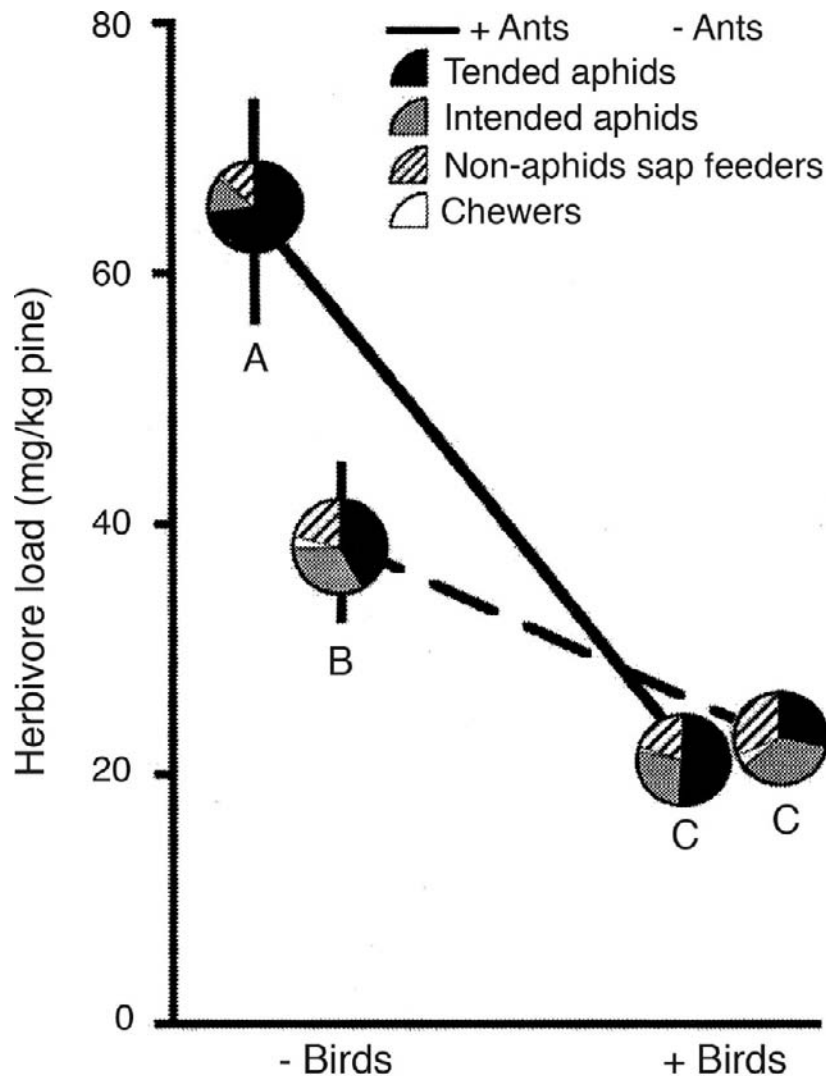 80
+ Ants - Ants
Tended aphids
Intended aphids
Non-aphids sap feeders
Chewers
60
A
40
B
20
C
C
0
Herbivore load (mg/kg pine)
- Birds + Birds